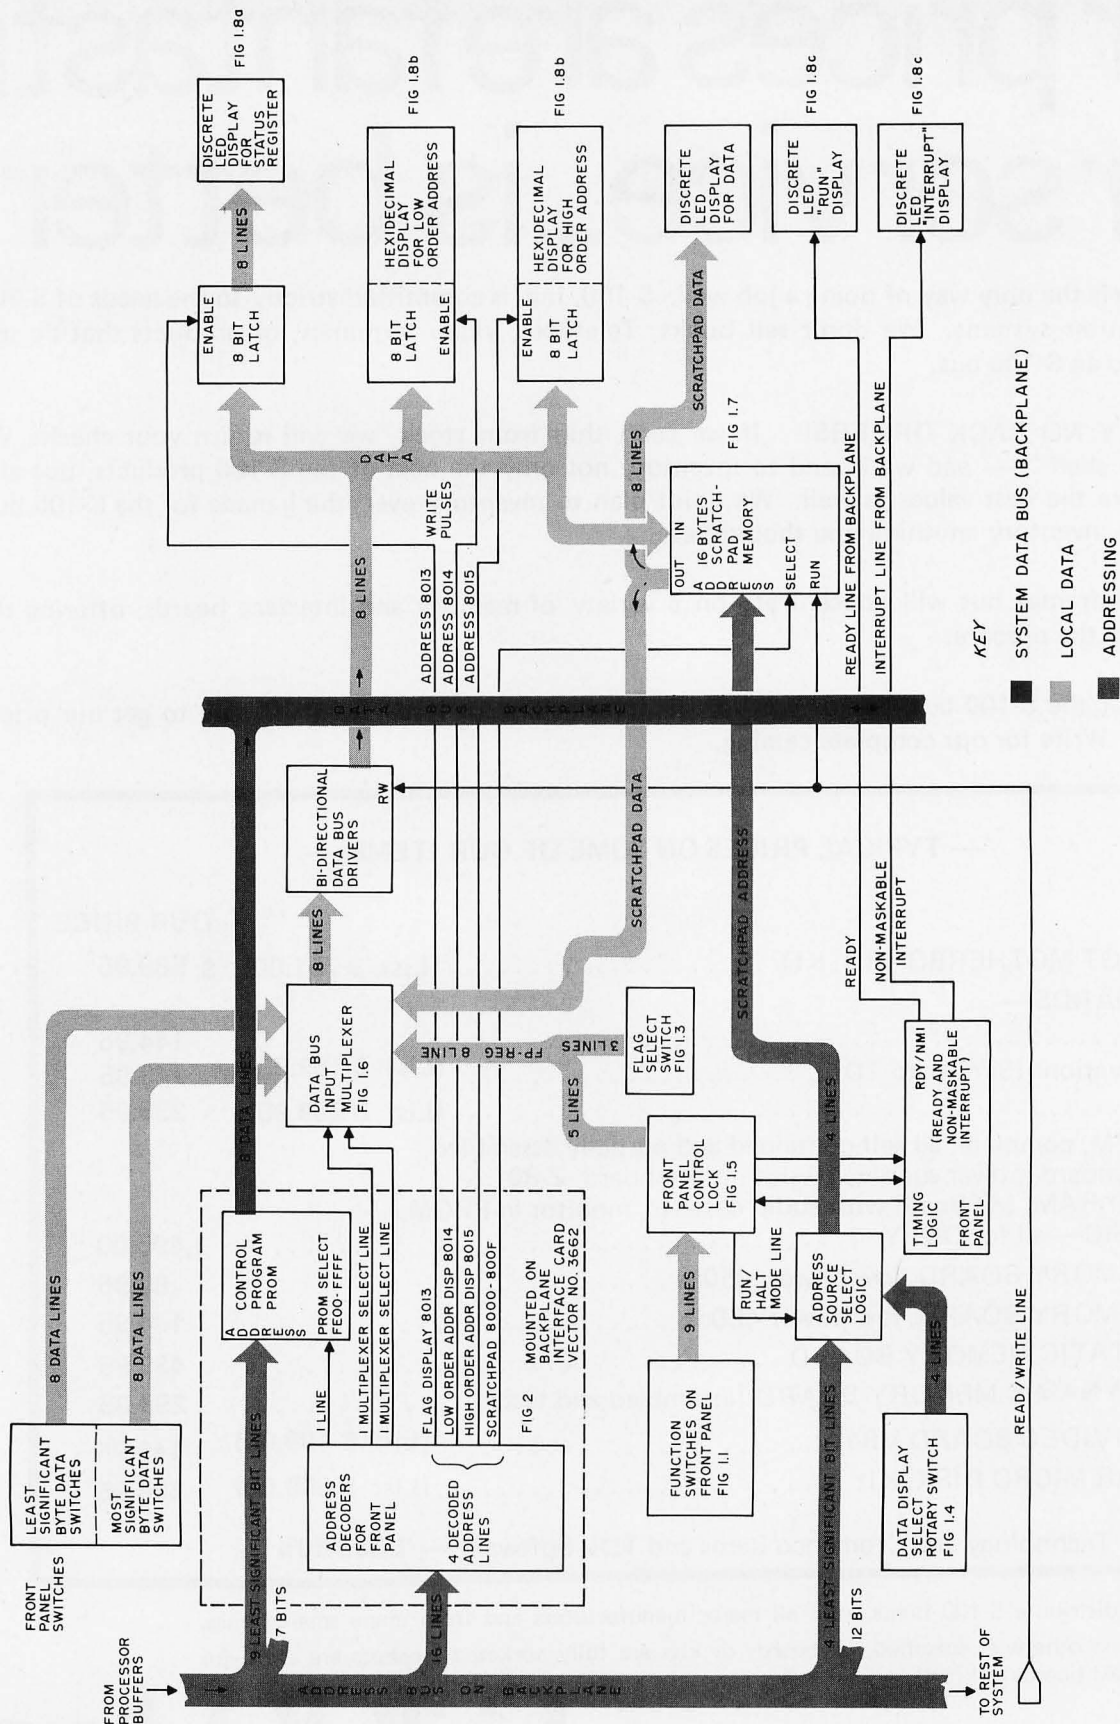 FROM
PROCESSOR
BUFFERS
ADDRESS BUS ON BACKPLANE
TO REST OF
SYSTEM
FRONT
PANEL
SWITCHES
LEAST
SIGNIFICANT
BYTE DATA
SWITCHES
MOST
SIGNIFICANT
BYTE DATA
SWITCHES
8 DATA LINES
8 DATA LINES
9 LEAST SIGNIFICANT BIT LINES
7 BITS
16 LINES
ADDRESS
CONTROL
PROGRAM
PROM
8 DATA LINES
1 LINE
PROM SELECT
FE00-FFFF
ADDRESS
DECODERS
FOR
FRONT
PANEL
1 MULTIPLEXER SELECT LINE
1 MULTIPLEXER SELECT LINE
4 DECODED
ADDRESS
LINES
FLAG DISPLAY 8013
LOW ORDER ADDR DISP 8014
HIGH ORDER ADDR DISP 8015
SCRATCHPAD 8000-800F
FIG 2
MOUNTED ON
BACKPLANE
INTERFACE CARD
VECTOR NO. 3662
DATA BUS
INPUT
MULTIPLEXER
FIG 1.6
8 LINES
BI-DIRECTIONAL
DATA BUS
DRIVERS
RW
FP-REG 8 LINE
3 LINES
5 LINES
FLAG
SELECT
SWITCH
FIG 1.3
FUNCTION
SWITCHES ON
FRONT PANEL
FIG 1.1
9 LINES
FRONT
PANEL
CONTROL
LOCK
FIG 1.5
RUN/
HALT
MODE LINE
4 LEAST SIGNIFICANT BIT LINES
12 BITS
ADDRESS
SOURCE
SELECT
LOGIC
4 LINES
DATA DISPLAY
SELECT
ROTARY SWITCH
FIG 1.4
4 LINES
TIMING
LOGIC
FRONT
PANEL
RDY/NMI
(READY AND
NON-MASKABLE
INTERRUPT)
READY
NON-MASKABLE
INTERRUPT
READ/WRITE LINE
SCRATCHPAD ADDRESS
SCRATCHPAD DATA
DATA BUS BACKPLANE
8 LINES
DATA
ADDRESS 8013
ADDRESS 8014
ADDRESS 8015
WRITE
PULSES
ENABLE
8 BIT
LATCH
8 LINES
DISCRETE
LED
DISPLAY
FOR
STATUS
REGISTER
FIG 1.8a
8 BIT
LATCH
ENABLE
HEXIDECIMAL
DISPLAY
FOR LOW
ORDER ADDRESS
FIG 1.8b
ENABLE
8 BIT
LATCH
HEXIDECIMAL
DISPLAY
FOR HIGH
ORDER ADDRESS
FIG 1.8b
8 LINES
SCRATCHPAD DATA
DISCRETE
LED
DISPLAY
FOR DATA
OUT
IN
ADDRESS
16 BYTES
SCRATCH-
PAD
MEMORY
SELECT
RUN
FIG 1.7
READY LINE FROM BACKPLANE
INTERRUPT LINE FROM BACKPLANE
DISCRETE
LED
"RUN"
DISPLAY
FIG 1.8c
DISCRETE
LED
"INTERRUPT"
DISPLAY
FIG 1.8c
KEY
SYSTEM DATA BUS (BACKPLANE)
LOCAL DATA
ADDRESSING